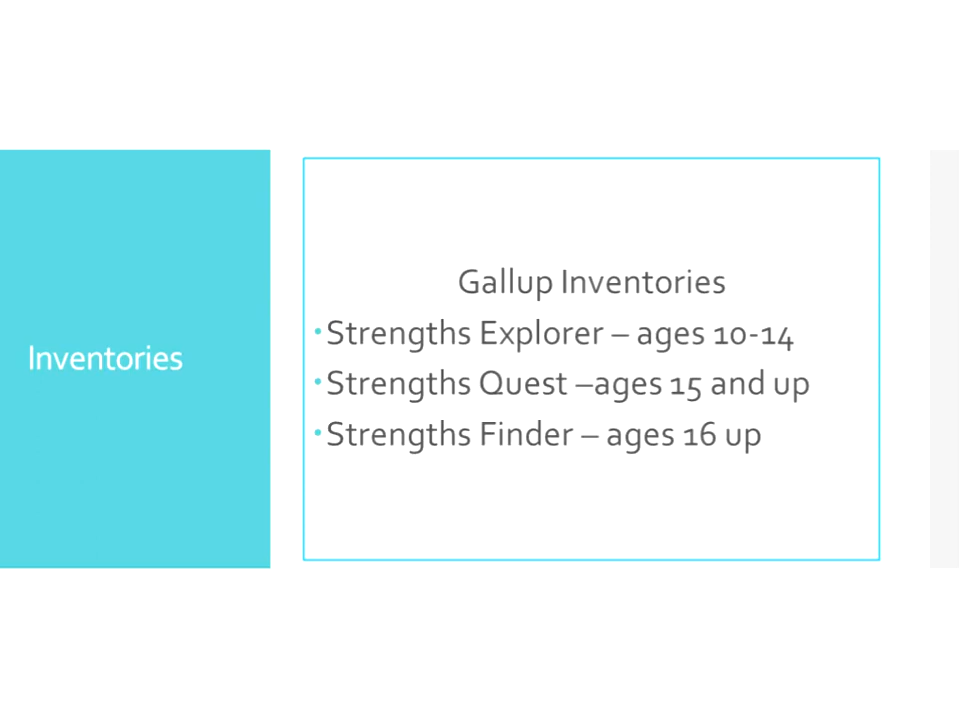 Inventories
Gallup Inventories
Strengths Explorer – ages 10-14
Strengths Quest –ages 15 and up
Strengths Finder – ages 16 up